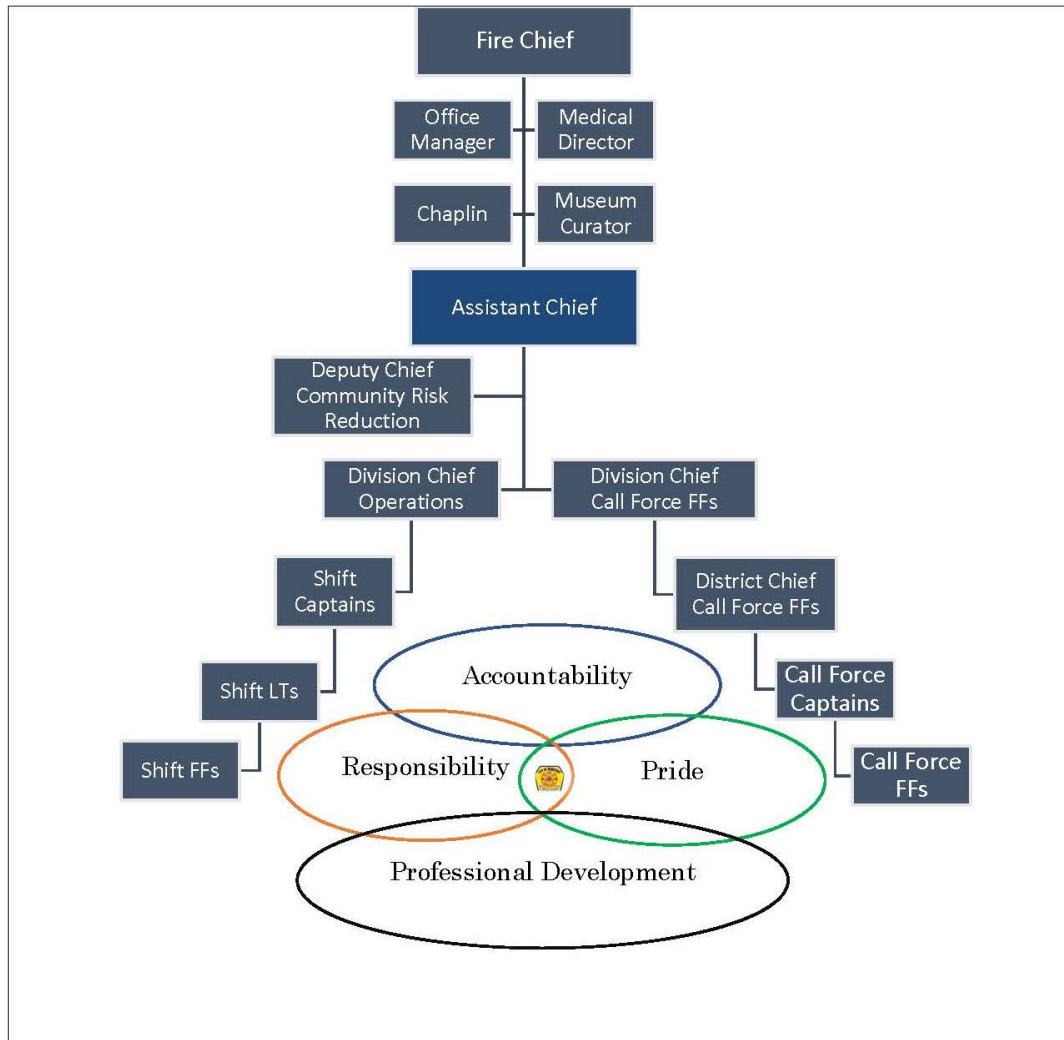 Fire Chief
Office
Manager
Medical
Director
Chaplin
Museum
Curator
Assistant Chief
Deputy Chief
Community Risk
Reduction
Division Chief
Operations
Division Chief
Call Force FFs
Shift
Captains
District Chief
Call Force FFs
Shift LTs
Call Force
Captains
Shift FFs
Call Force
FFs
Accountability
Responsibility
Pride
Professional Development